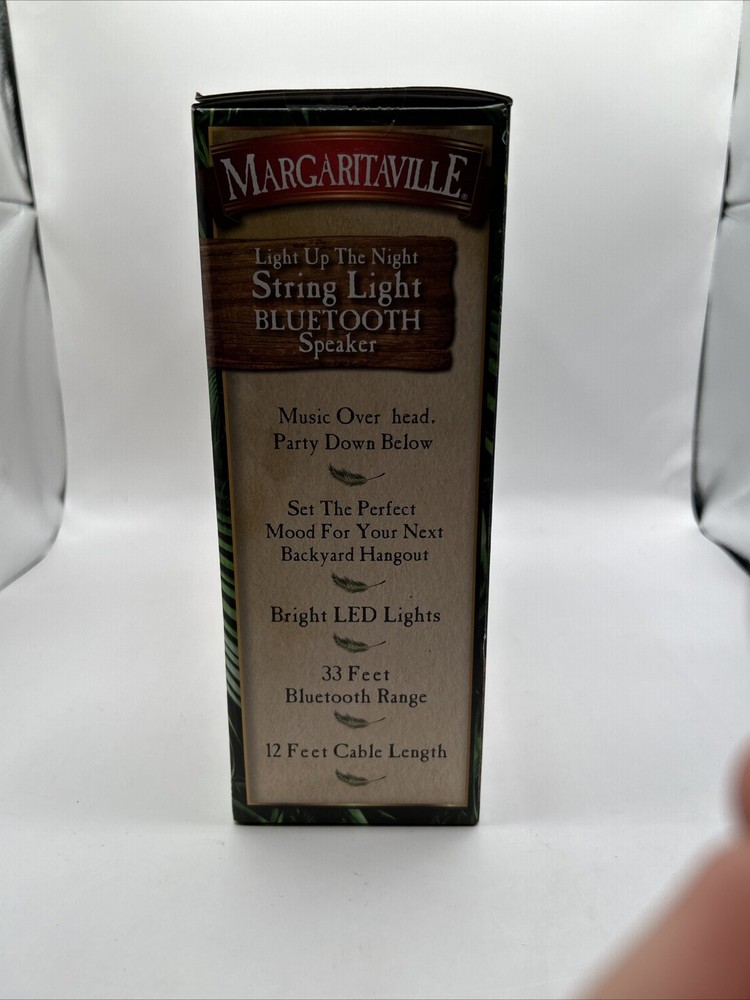 MARGARITAVILLE®
Light Up The Night
String Light
BLUETOOTH
Speaker
Music Over head.
Party Down Below
Set The Perfect
Mood For Your Next
Backyard Hangout
Bright LED Lights
33 Feet
Bluetooth Range
12 Feet Cable Length